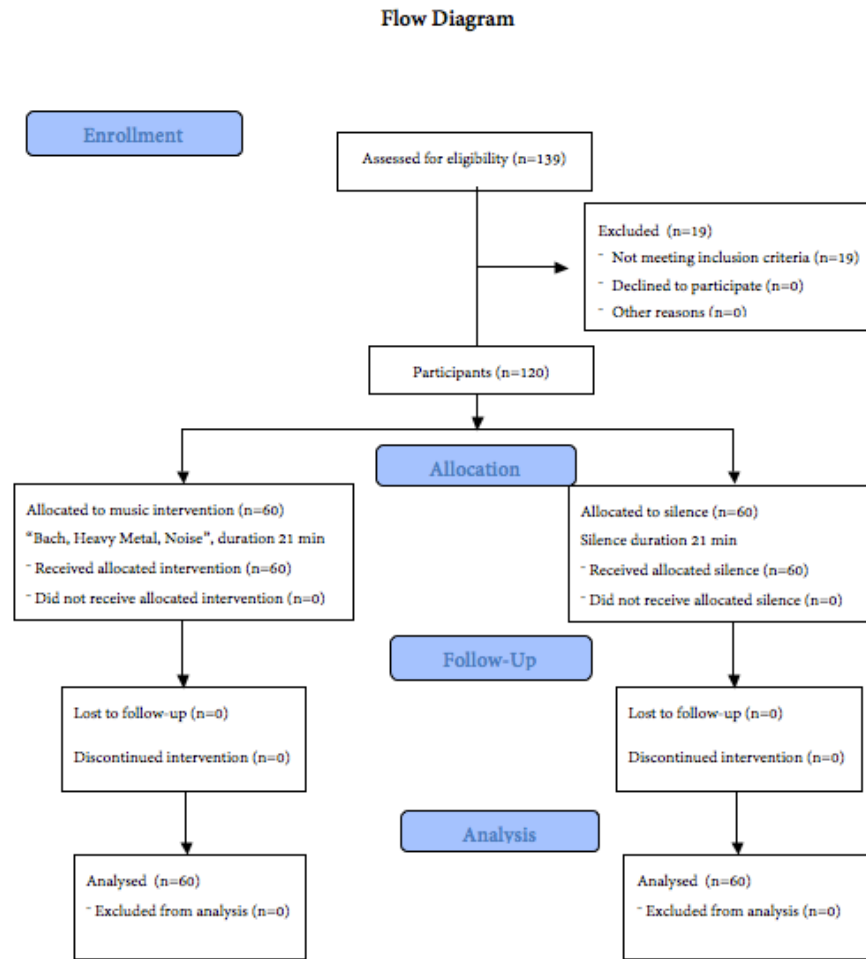 Flow Diagram
Enrollment
Assessed for eligibility (n=139)
Excluded (n=19)
- Not meeting inclusion criteria (n=19)
- Declined to participate (n=0)
- Other reasons (n=0)
Participants (n=120)
Allocation
Allocated to music intervention (n=60)
“Bach, Heavy Metal, Noise”, duration 21 min
- Received allocated intervention (n=60)
- Did not receive allocated intervention (n=0)
Allocated to silence (n=60)
Silence duration 21 min
- Received allocated silence (n=60)
- Did not receive allocated silence (n=0)
Follow-Up
Lost to follow-up (n=0)
Discontinued intervention (n=0)
Lost to follow-up (n=0)
Discontinued intervention (n=0)
Analysis
Analysed (n=60)
- Excluded from analysis (n=0)
Analysed (n=60)
- Excluded from analysis (n=0)